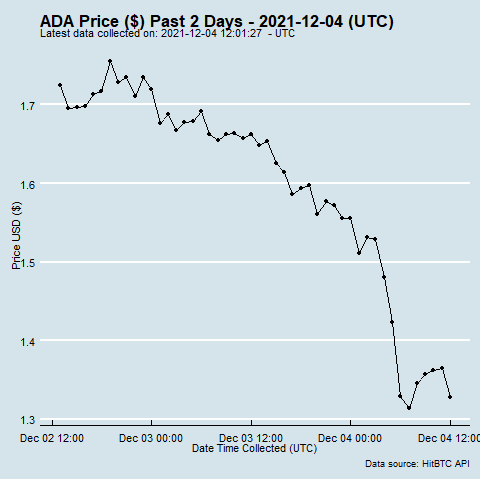 ADA Price ($) Past 2 Days - 2021-12-04 (UTC)
Latest data collected on: 2021-12-04 12:01:27 - UTC
1.7
1.6
1.5
1.4
1.3
Price USD ($)
Dec 02 12:00 Dec 03 00:00 Dec 03 12:00 Dec 04 00:00 Dec 04 12:00
Date Time Collected (UTC)
Data source: HitBTC API